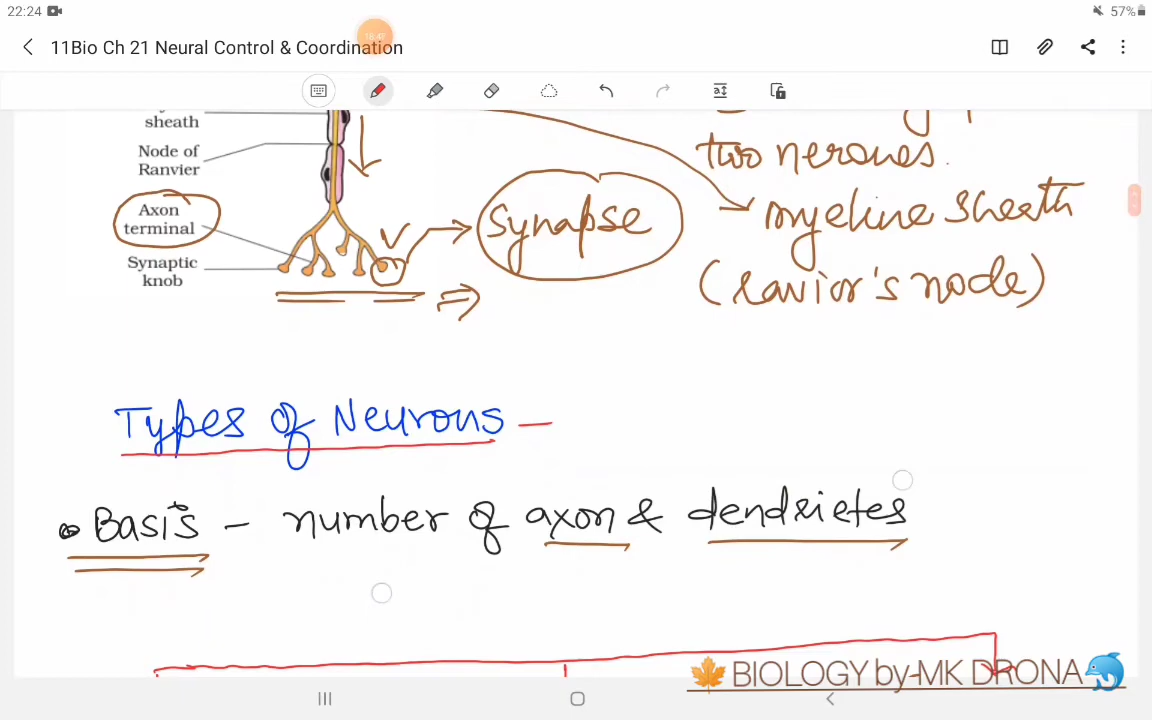 22:24
57%
11Bio Ch 21 Neural Control & Coordination
sheath
Node of
Ranvier
Axon
terminal
Synaptic
knob
Synapse
two nerones.
myeline sheath
(ravior's node)
Types of Neurons -
Basis - number of axon & dendrietes
BIOLOGY by-MK DRONA